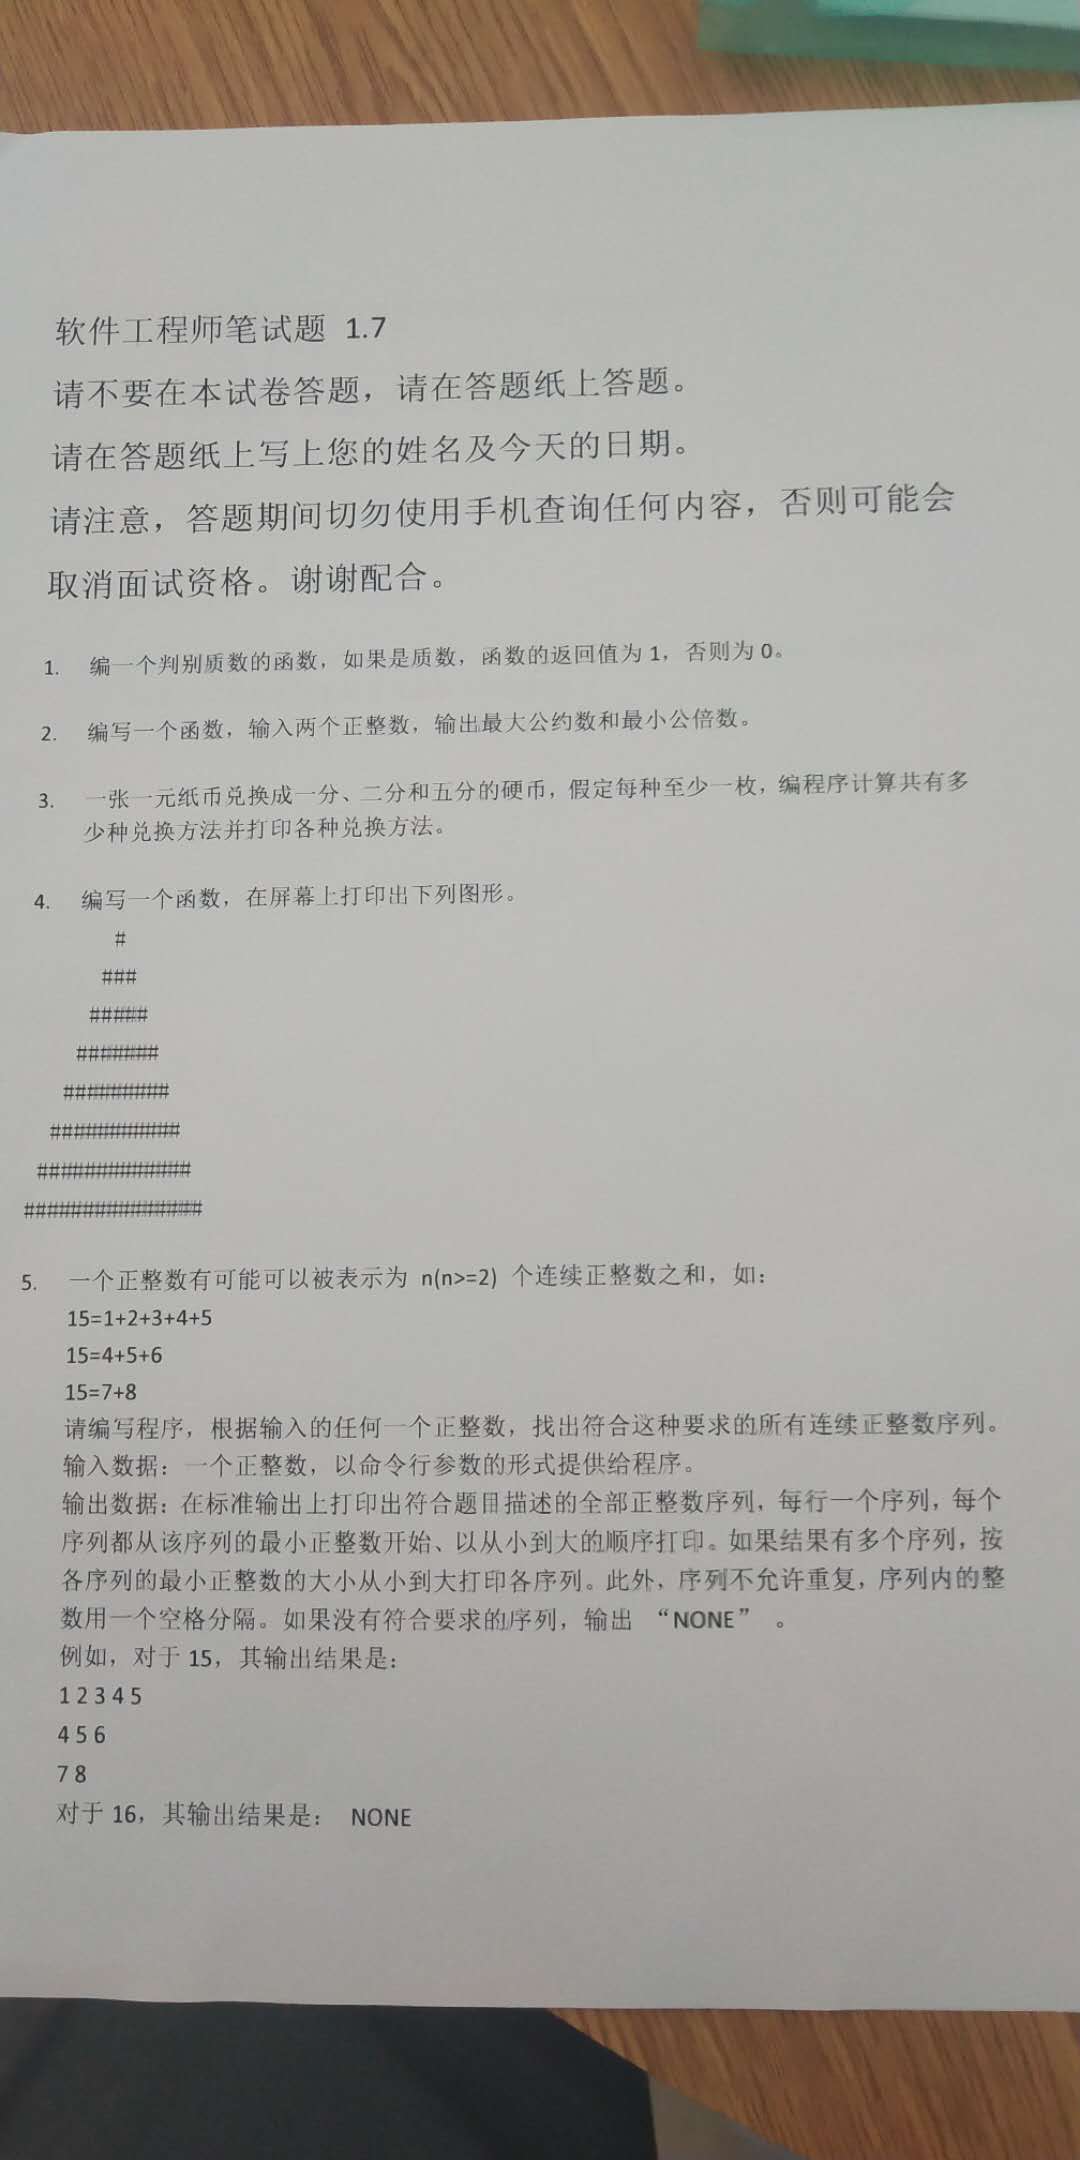 软件工程师笔试题 1.7
请不要在本试卷答题，请在答题纸上答题。
请在答题纸上写上您的姓名及今天的日期。
请注意，答题期间切勿使用手机查询任何内容，否则可能会
取消面试资格。谢谢配合。
1. 编一个判别质数的函数，如果是质数，函数的返回值为 1，否则为 0。
2. 编写一个函数，输入两个正整数，输出最大公约数和最小公倍数。
3. 一张一元纸币兑换成一分、二分和五分的硬币，假定每种至少一枚，编程序计算共有多
少种兑换方法并打印各种兑换方法。
4. 编写一个函数，在屏幕上打印出下列图形。
#
###
#####
#######
#########
###########
#############
###############
5. 一个正整数有可能可以被表示为 n(n>=2) 个连续正整数之和，如：
15=1+2+3+4+5
15=4+5+6
15=7+8
请编写程序，根据输入的任何一个正整数，找出符合这种要求的所有连续正整数序列。
输入数据：一个正整数，以命令行参数的形式提供给程序。
输出数据：在标准输出上打印出符合题目描述的全部正整数序列，每行一个序列，每个
序列都从该序列的最小正整数开始、以从小到大的顺序打印。如果结果有多个序列，按
各序列的最小正整数的大小从小到大打印各序列。此外，序列不允许重复，序列内的整
数用一个空格分隔。如果没有符合要求的序列，输出 “NONE” 。
例如，对于 15，其输出结果是：
1 2 3 4 5
4 5 6
7 8
对于 16，其输出结果是： NONE